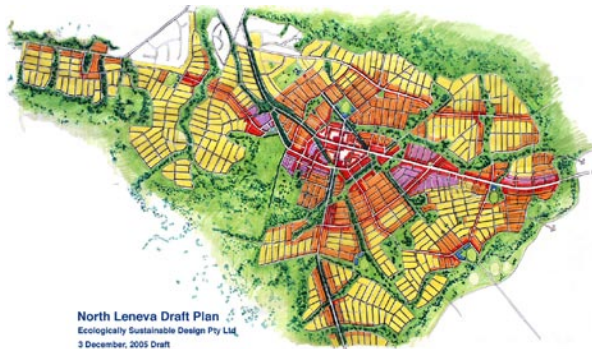 North Leneva Draft Plan
Ecologically Sustainable Design Pty Ltd
3 December, 2005 Draft